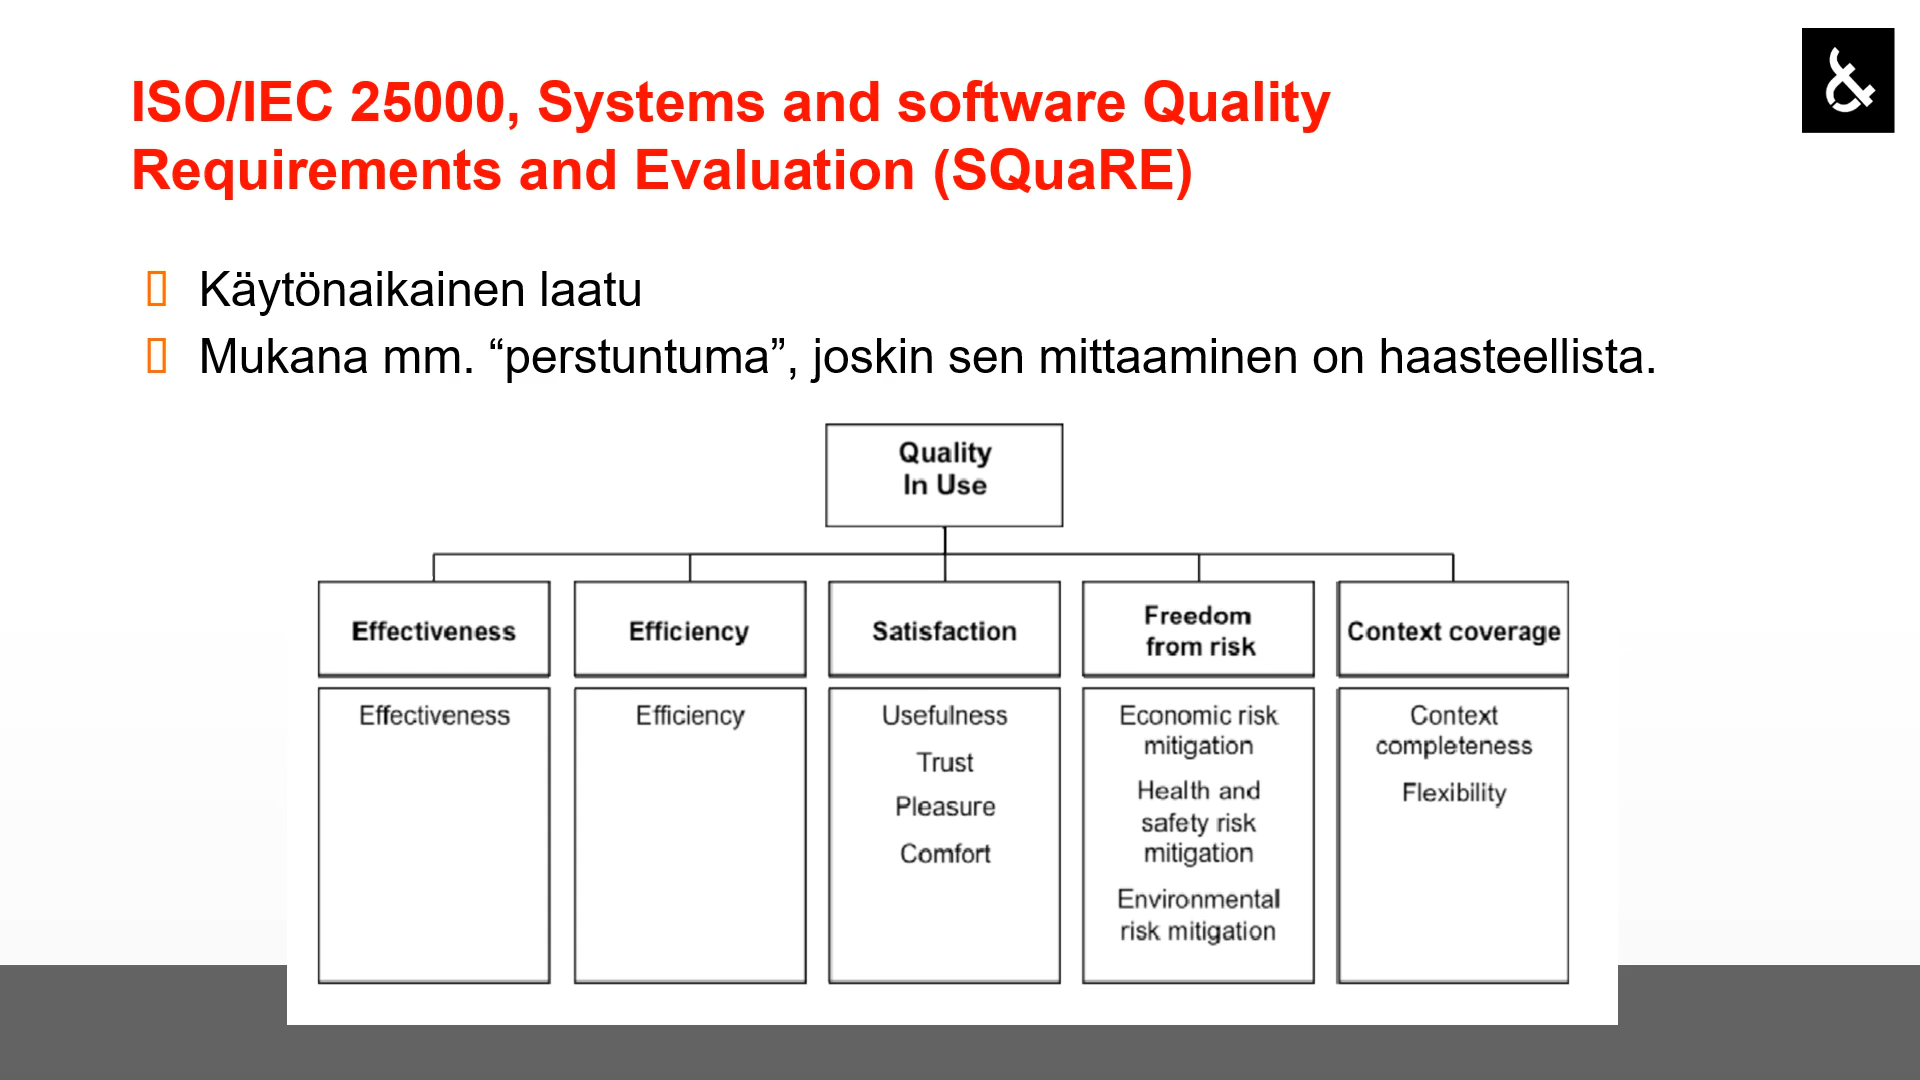 ISO/IEC 25000, Systems and software Quality
Requirements and Evaluation (SQuaRE)
&
Käytönaikainen laatu
Mukana mm. “perstuntuma”, joskin sen mittaaminen on haasteellista.
Quality
In Use
Effectiveness
Efficiency
Satisfaction
Freedom
from risk
Context coverage
Effectiveness
Efficiency
Usefulness
Trust
Pleasure
Comfort
Economic risk
mitigation
Health and
safety risk
mitigation
Environmental
risk mitigation
Context
completeness
Flexibility